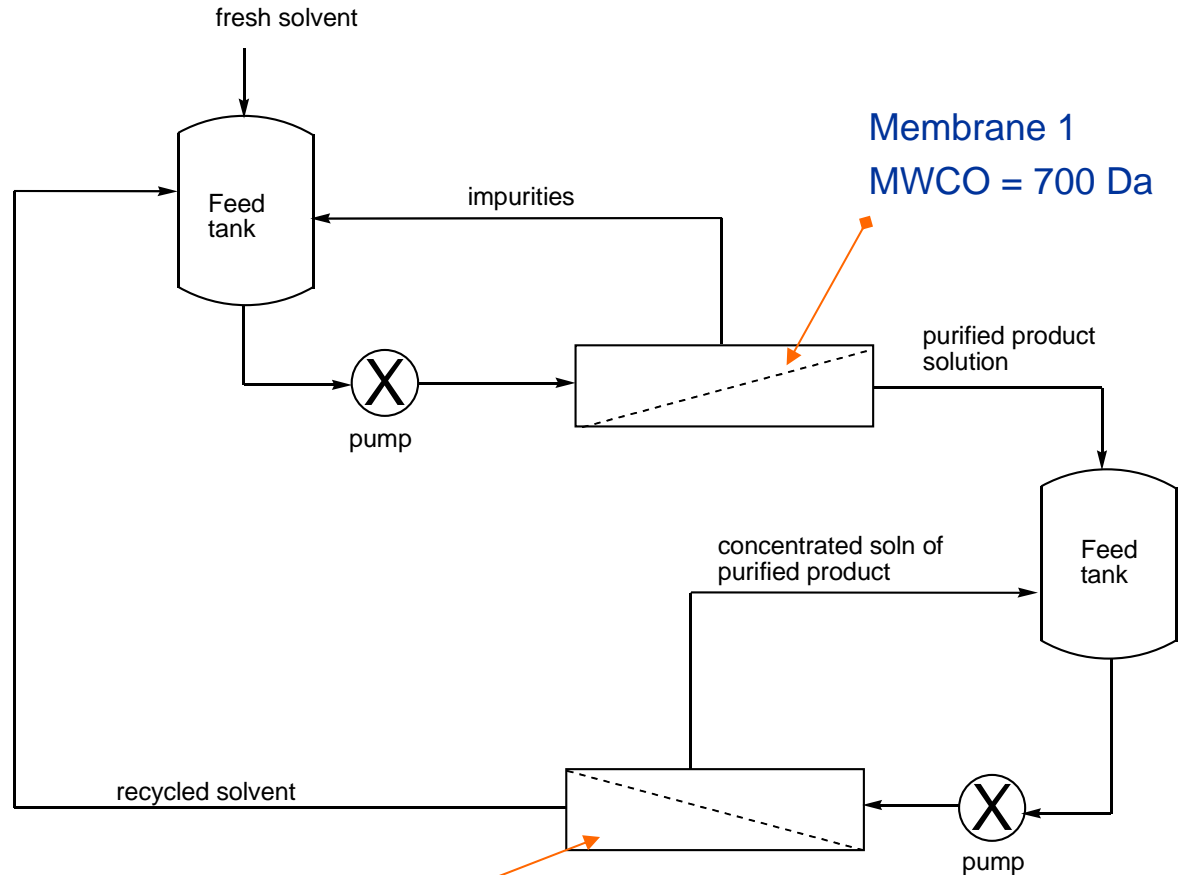 fresh solvent
Membrane 1
MWCO = 700 Da
impurities
Feed
tank
purified product
solution
X
pump
concentrated soln of
purified product
Feed
tank
recycled solvent
X
pump